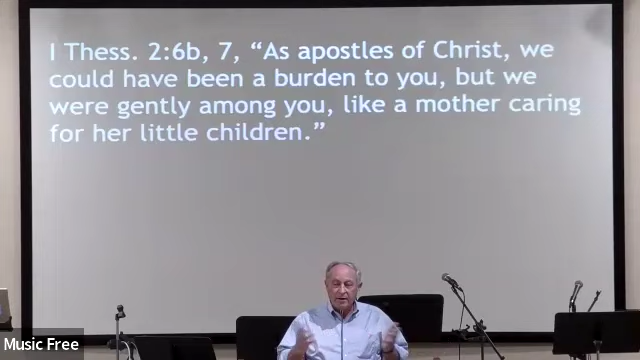 I Thess. 2:6b, 7, “As apostles of Christ, we
could have been a burden to you, but we
were gently among you, like a mother caring
for her little children.”
Music Free